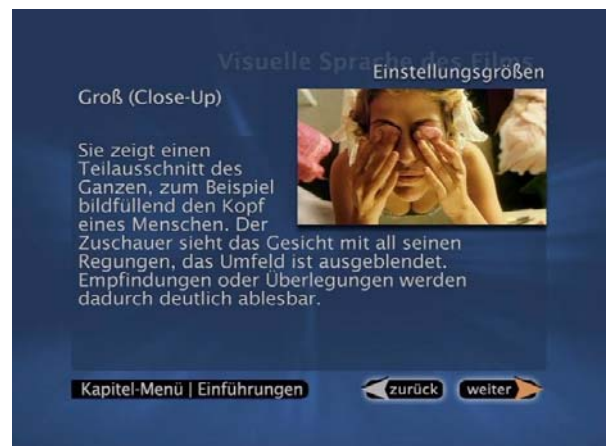 Visuelle Sprache des Films
Einstellungsgrößen
Groß (Close-Up)
Sie zeigt einen
Teilausschnitt des
Ganzen, zum Beispiel
bildfüllend den Kopf
eines Menschen. Der
Zuschauer sieht das Gesicht mit all seinen
Regungen, das Umfeld ist ausgeblendet.
Empfindungen oder Überlegungen werden
dadurch deutlich ablesbar.
Kapitel-Menü | Einführungen
zurück
weiter